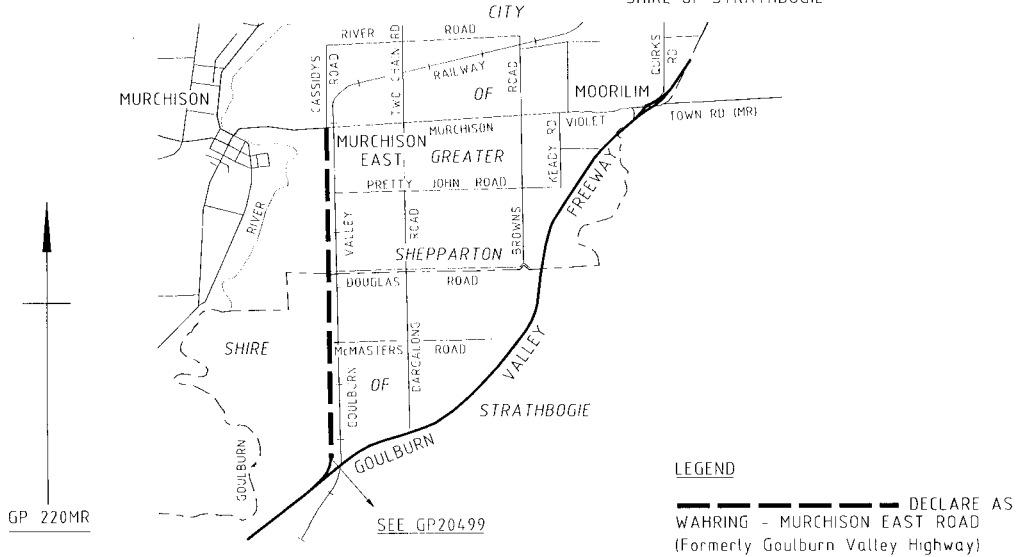 SHIRE OF STRATHBOGIE
CITY
RIVER ROAD
CASSIDYS
ROAD
TWO CHAIN RD
RAILWAY
OF
ROAD
QUIRKS
RD
MURCHISON
MOORILIM
TOWN RD (MR)
VIOLET
MURCHISON
MURCHISON
EAST
GREATER
KEADY RD
PRETTY JOHN ROAD
FREEWAY
RIVER
VALLEY
ROAD
BROWNS
SHEPPARTON
DOUGLAS ROAD
SHIRE
McMASTERS ROAD
DARGALONG
VALLEY
OF
GOULBURN
STRATHBOGIE
GOULBURN
GOULBURN
GP 220MR
SEE GP20499
LEGEND
DECLARE AS
WAHRING - MURCHISON EAST ROAD
(Formerly Goulburn Valley Highway)